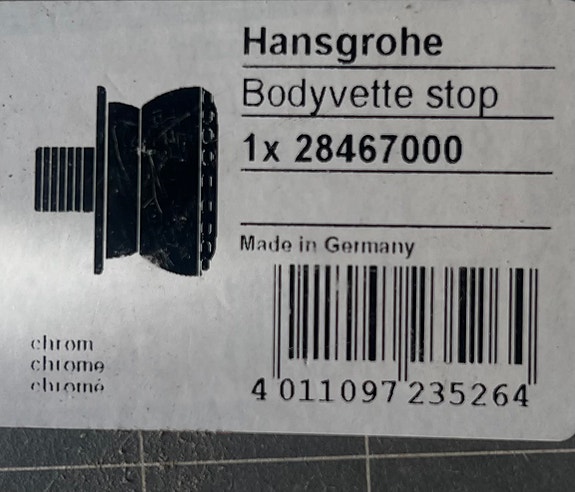 Hansgrohe
Bodyvette stop
1x 28467000
Made in Germany
chrom
chrome
chromé
4 011097 235264